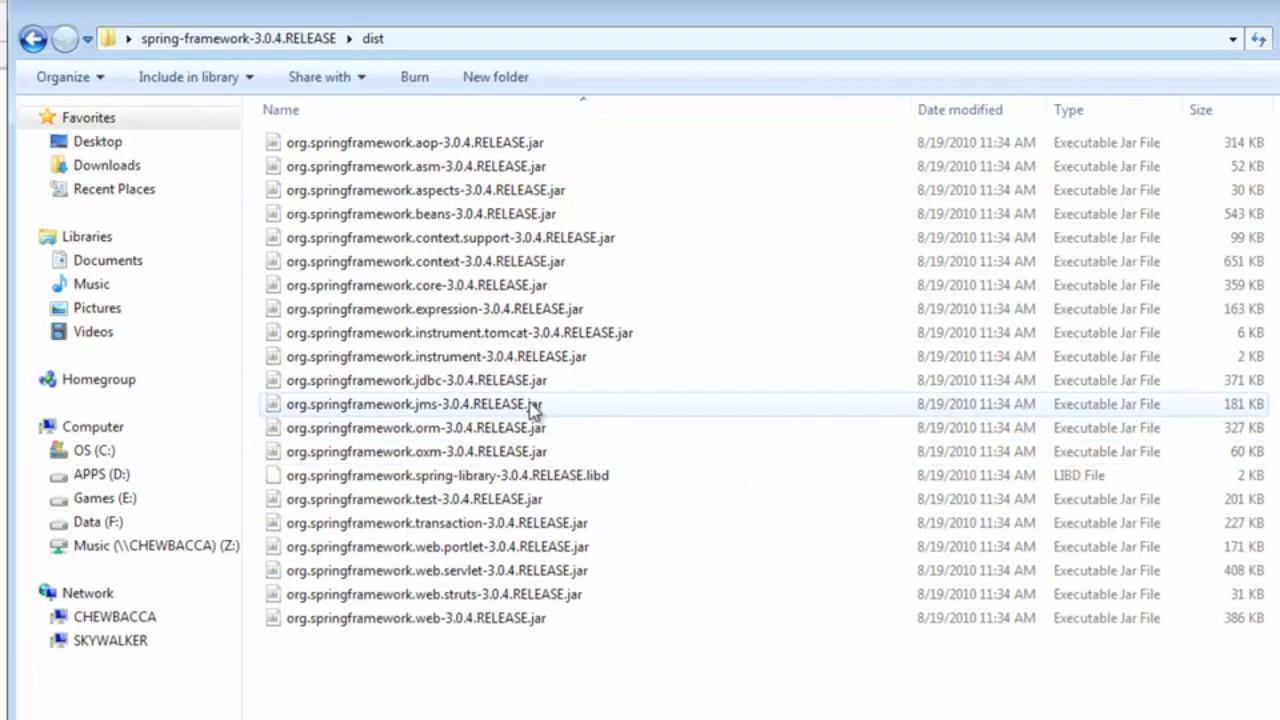 spring-framework-3.0.4.RELEASE dist
Organize Include in library Share with Burn New folder
Name Date modified Type Size
Favorites
Desktop
Downloads
Recent Places
Libraries
Documents
Music
Pictures
Videos
Homegroup
Computer
OS (C:)
APPS (D:)
Games (E:)
Data (F:)
Music (\\CHEWBACCA) (Z:)
Network
CHEWBACCA
SKYWALKER
org.springframework.aop-3.0.4.RELEASE.jar 8/19/2010 11:34 AM Executable Jar File 314 KB
org.springframework.asm-3.0.4.RELEASE.jar 8/19/2010 11:34 AM Executable Jar File 52 KB
org.springframework.aspects-3.0.4.RELEASE.jar 8/19/2010 11:34 AM Executable Jar File 30 KB
org.springframework.beans-3.0.4.RELEASE.jar 8/19/2010 11:34 AM Executable Jar File 543 KB
org.springframework.context.support-3.0.4.RELEASE.jar 8/19/2010 11:34 AM Executable Jar File 99 KB
org.springframework.context-3.0.4.RELEASE.jar 8/19/2010 11:34 AM Executable Jar File 651 KB
org.springframework.core-3.0.4.RELEASE.jar 8/19/2010 11:34 AM Executable Jar File 359 KB
org.springframework.expression-3.0.4.RELEASE.jar 8/19/2010 11:34 AM Executable Jar File 163 KB
org.springframework.instrument.tomcat-3.0.4.RELEASE.jar 8/19/2010 11:34 AM Executable Jar File 6 KB
org.springframework.instrument-3.0.4.RELEASE.jar 8/19/2010 11:34 AM Executable Jar File 2 KB
org.springframework.jdbc-3.0.4.RELEASE.jar 8/19/2010 11:34 AM Executable Jar File 371 KB
org.springframework.jms-3.0.4.RELEASE.jar 8/19/2010 11:34 AM Executable Jar File 181 KB
org.springframework.orm-3.0.4.RELEASE.jar 8/19/2010 11:34 AM Executable Jar File 327 KB
org.springframework.oxm-3.0.4.RELEASE.jar 8/19/2010 11:34 AM Executable Jar File 60 KB
org.springframework.spring-library-3.0.4.RELEASE.libd 8/19/2010 11:34 AM LIBD File 2 KB
org.springframework.test-3.0.4.RELEASE.jar 8/19/2010 11:34 AM Executable Jar File 201 KB
org.springframework.transaction-3.0.4.RELEASE.jar 8/19/2010 11:34 AM Executable Jar File 227 KB
org.springframework.web.portlet-3.0.4.RELEASE.jar 8/19/2010 11:34 AM Executable Jar File 171 KB
org.springframework.web.servlet-3.0.4.RELEASE.jar 8/19/2010 11:34 AM Executable Jar File 408 KB
org.springframework.web.struts-3.0.4.RELEASE.jar 8/19/2010 11:34 AM Executable Jar File 31 KB
org.springframework.web-3.0.4.RELEASE.jar 8/19/2010 11:34 AM Executable Jar File 386 KB